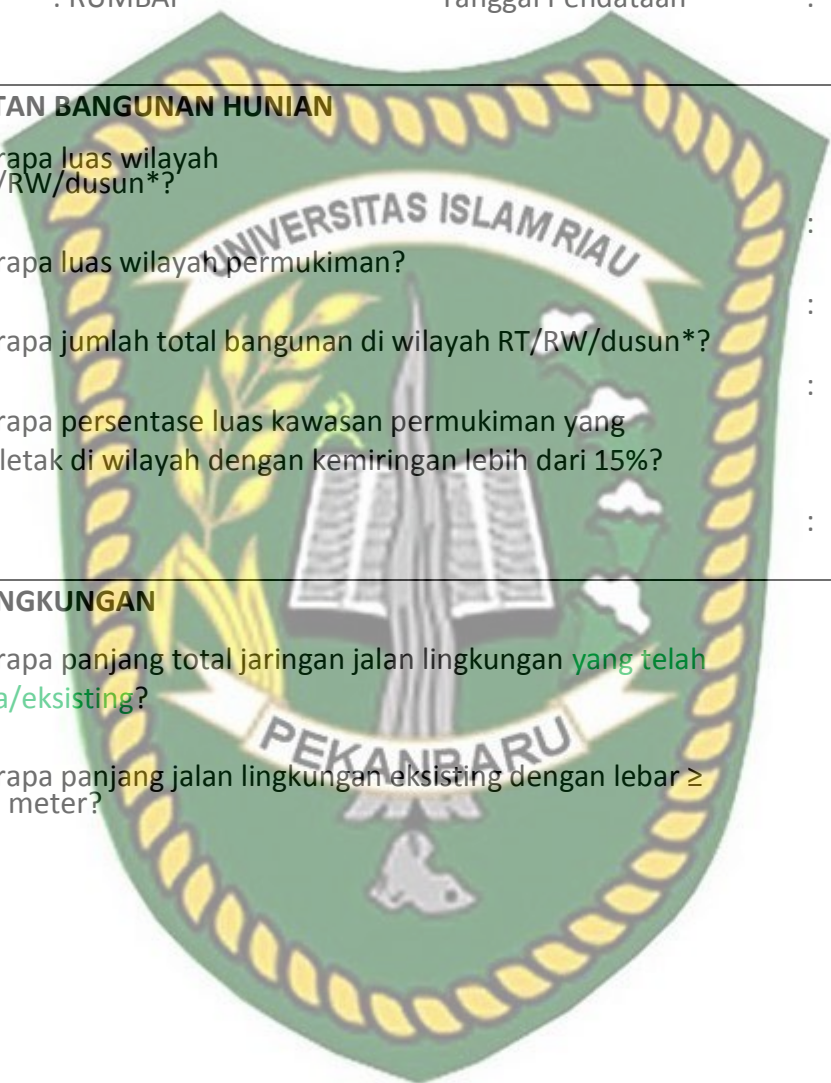 : RUMBAI Tanggal Pendataan :
TAN BANGUNAN HUNIAN
rapa luas wilayah
/RW/dusun*?
:
UNIVERSITAS ISLAM RIAU
rapa luas wilayah permukiman?
:
rapa jumlah total bangunan di wilayah RT/RW/dusun*?
:
rapa persentase luas kawasan permukiman yang
letak di wilayah dengan kemiringan lebih dari 15%?
:
NGKUNGAN
rapa panjang total jaringan jalan lingkungan yang telah
a/eksisting?
PEKANBARU
rapa panjang jalan lingkungan eksisting dengan lebar ≥
meter?